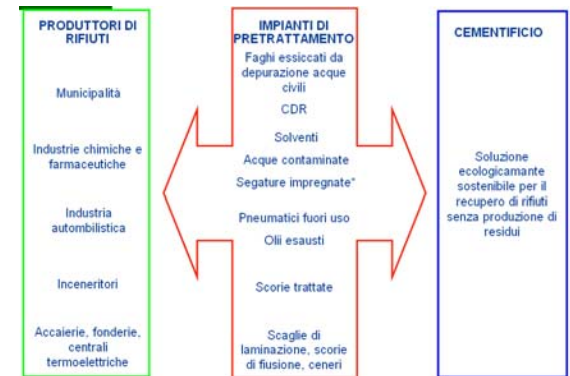 PRODUTTORI DI
RIFIUTI
Municipalità
Industrie chimiche e
farmaceutiche
Industria
autombilistica
Inceneritori
Accaierie, fonderie,
centrali
termoelettriche
IMPIANTI DI
PRETRATTAMENTO
Faghi essiccati da
depurazione acque
civili
CDR
Solventi
Acque contaminate
Segature impregnate*
Pneumatici fuori uso
Olii esausti
Scorie trattate
Scaglie di
laminazione, scorie
di fiusione, ceneri
CEMENTIFICIO
Soluzione
ecologicamante
sostenibile per il
recupero di rifiuti
senza produzione di
residui